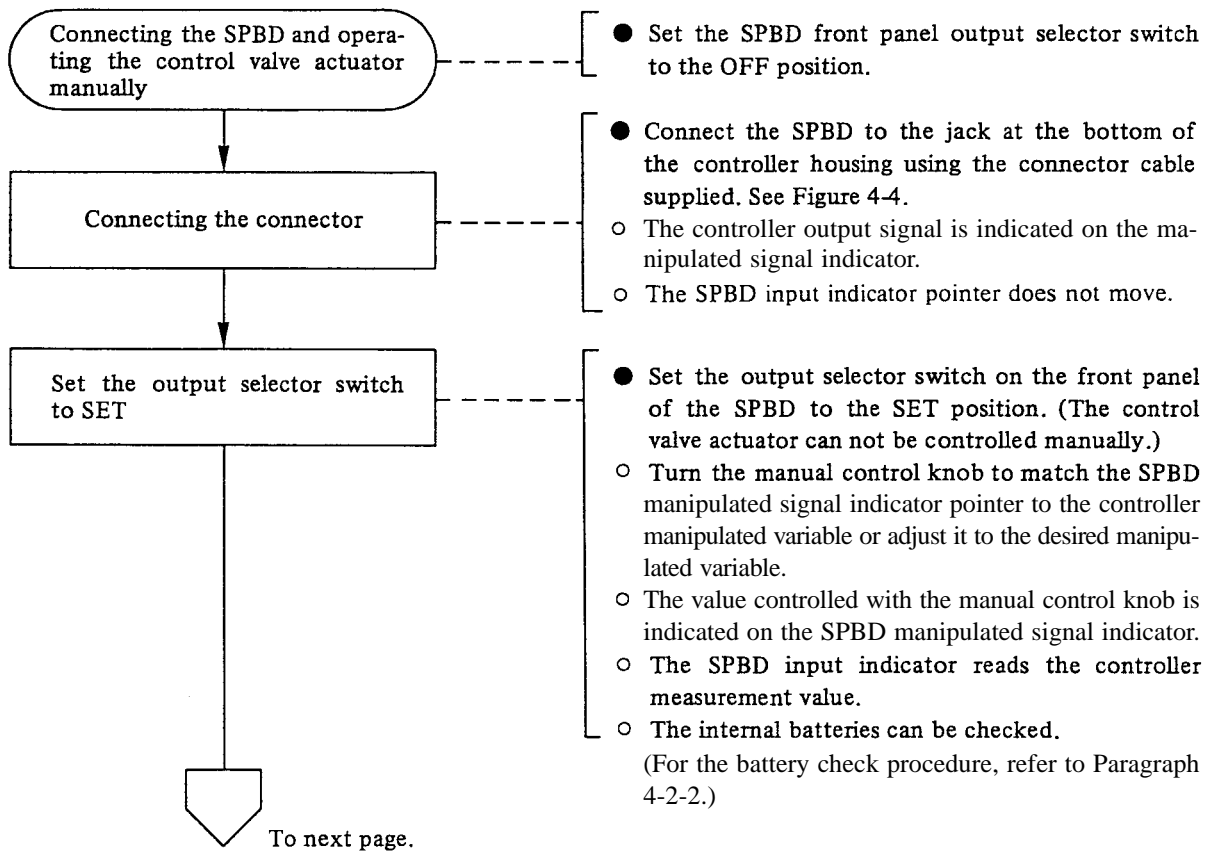 Connecting the SPBD and opera-
ting the control valve actuator
manually
● Set the SPBD front panel output selector switch
to the OFF position.
Connecting the connector
● Connect the SPBD to the jack at the bottom of
the controller housing using the connector cable
supplied. See Figure 4-4.
○ The controller output signal is indicated on the ma-
nipulated signal indicator.
○ The SPBD input indicator pointer does not move.
Set the output selector switch
to SET
● Set the output selector switch on the front panel
of the SPBD to the SET position. (The control
valve actuator can not be controlled manually.)
○ Turn the manual control knob to match the SPBD
manipulated signal indicator pointer to the controller
manipulated variable or adjust it to the desired manipu-
lated variable.
○ The value controlled with the manual control knob is
indicated on the SPBD manipulated signal indicator.
○ The SPBD input indicator reads the controller
measurement value.
○ The internal batteries can be checked.
(For the battery check procedure, refer to Paragraph
4-2-2.)
To next page.